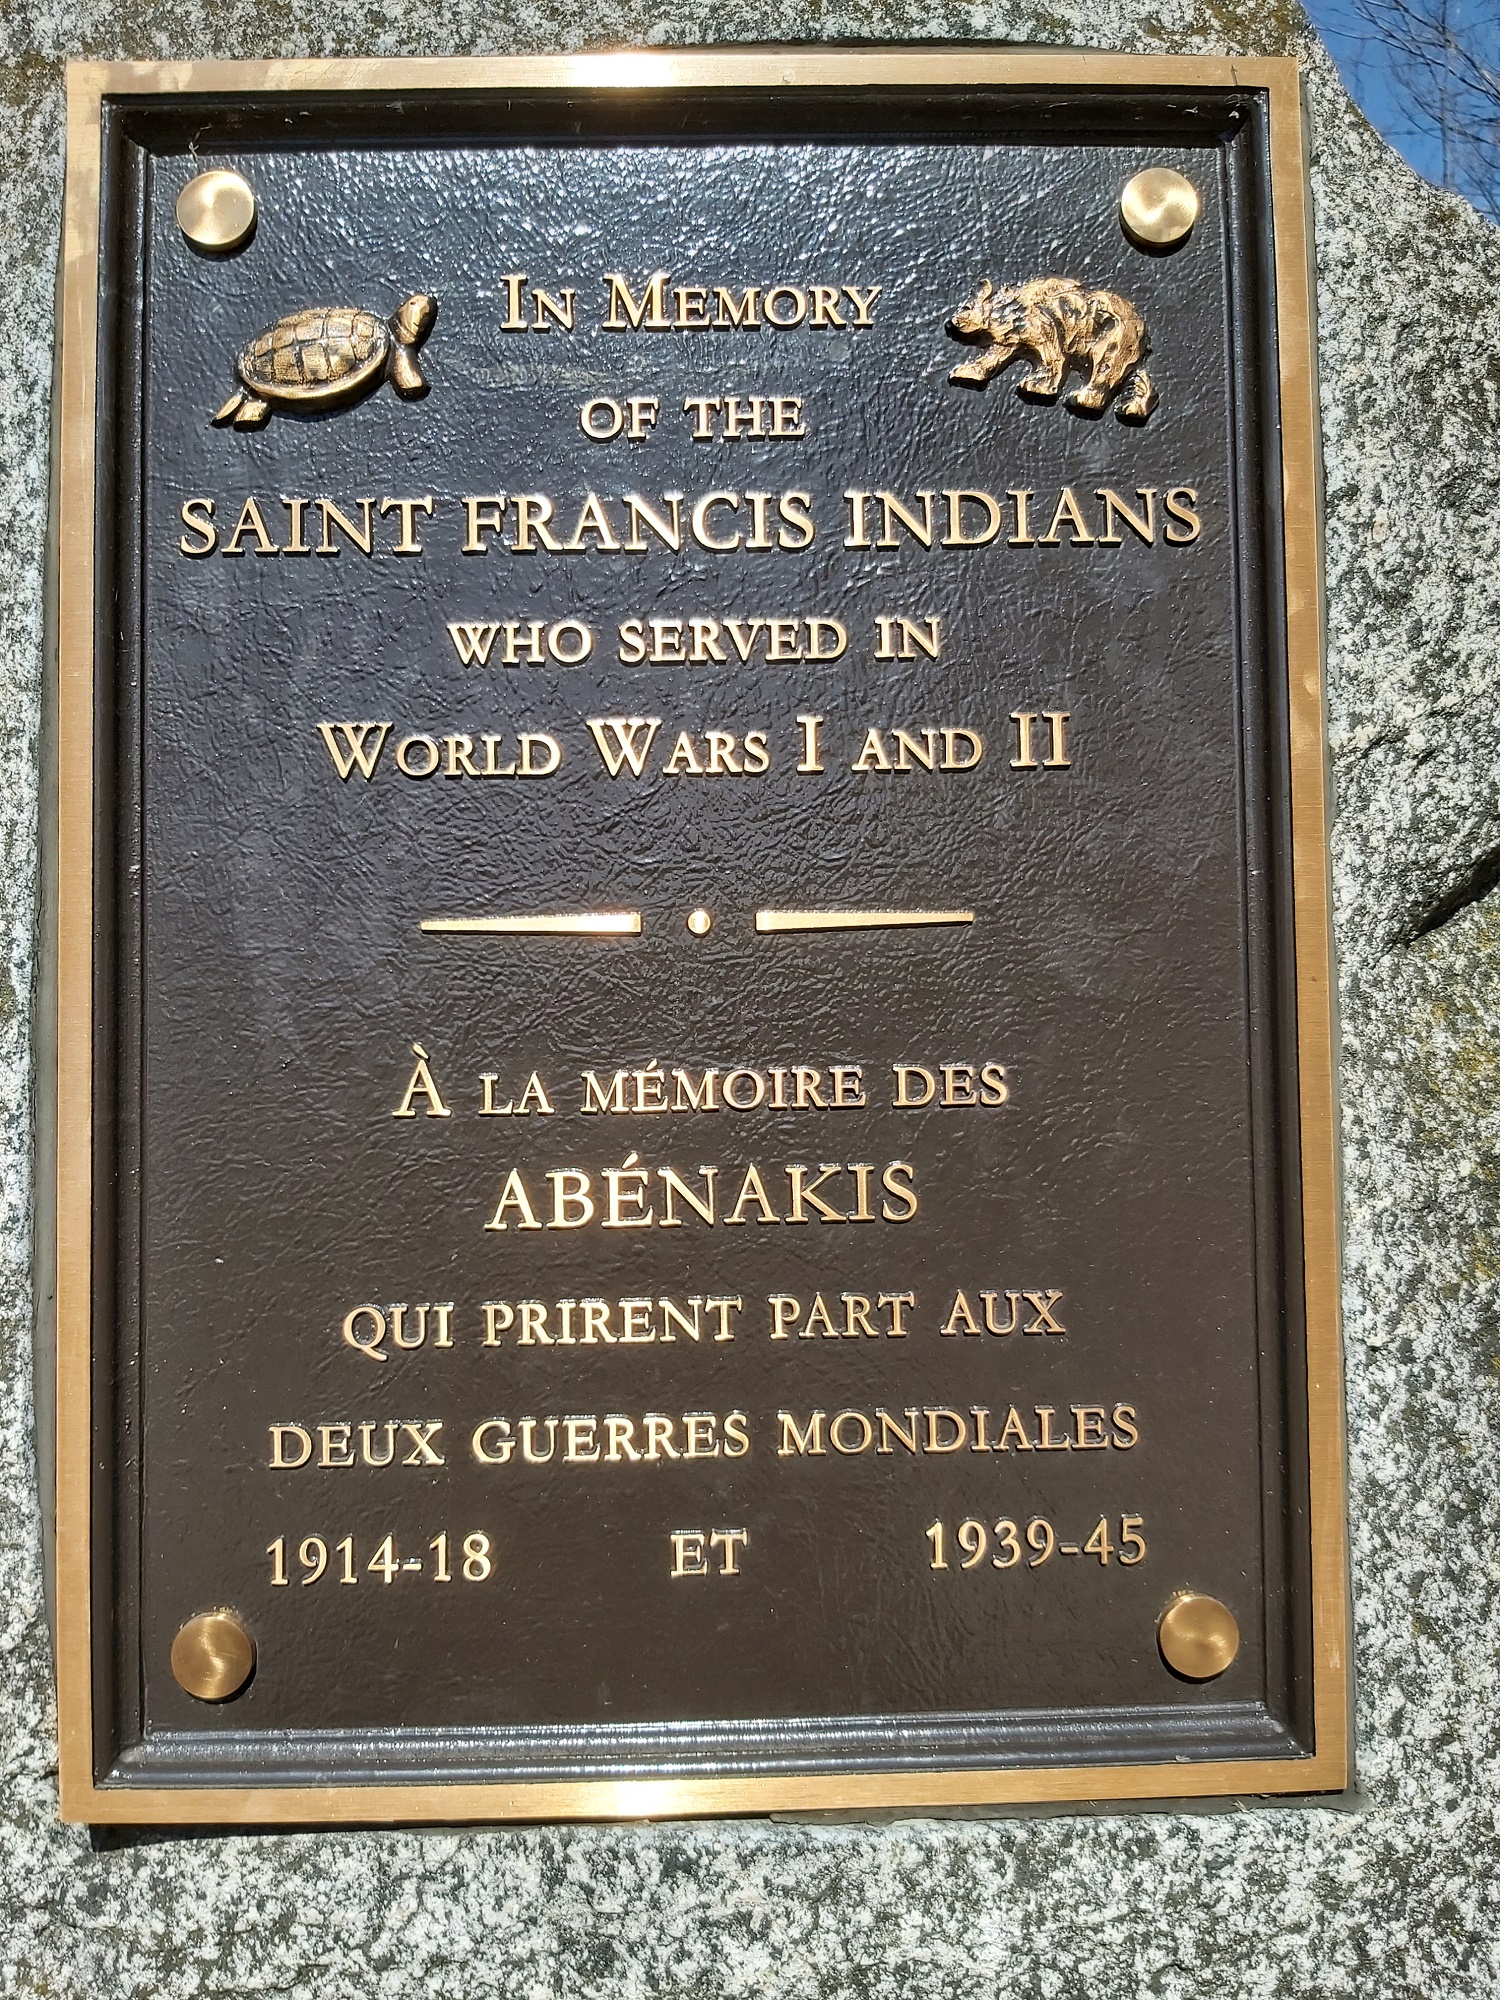 In Memory
OF THE
SAINT FRANCIS INDIANS
WHO SERVED IN
World Wars I AND II
À LA MÉMOIRE DES
ABÉNAKIS
QUI PRIRENT PART AUX
DEUX GUERRES MONDIALES
1914-18 ET 1939-45